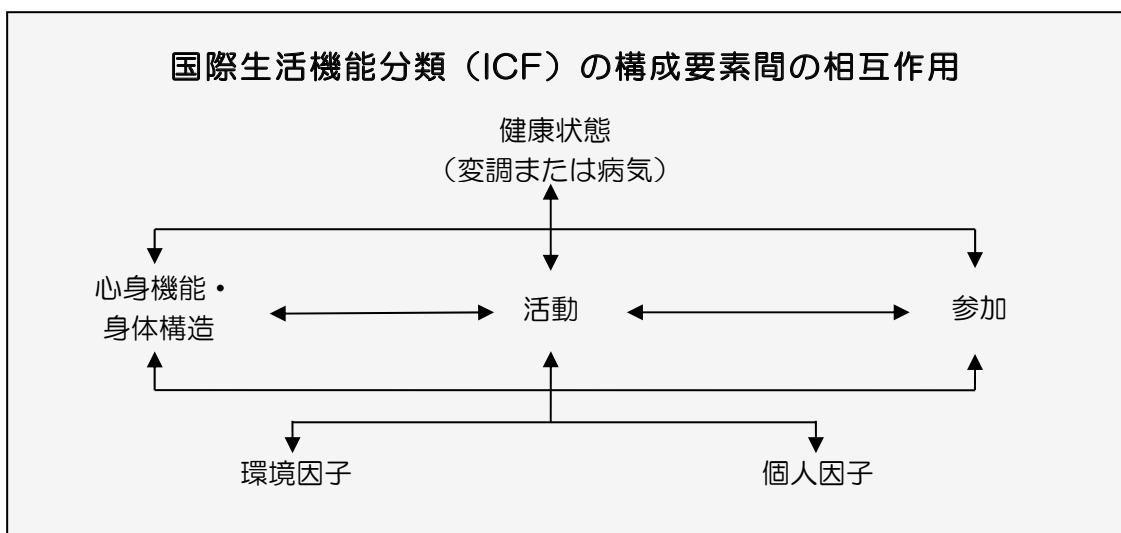 国際生活機能分類（ICF）の構成要素間の相互作用
健康状態
（変調または病気）
心身機能・
身体構造
活動
参加
環境因子
個人因子